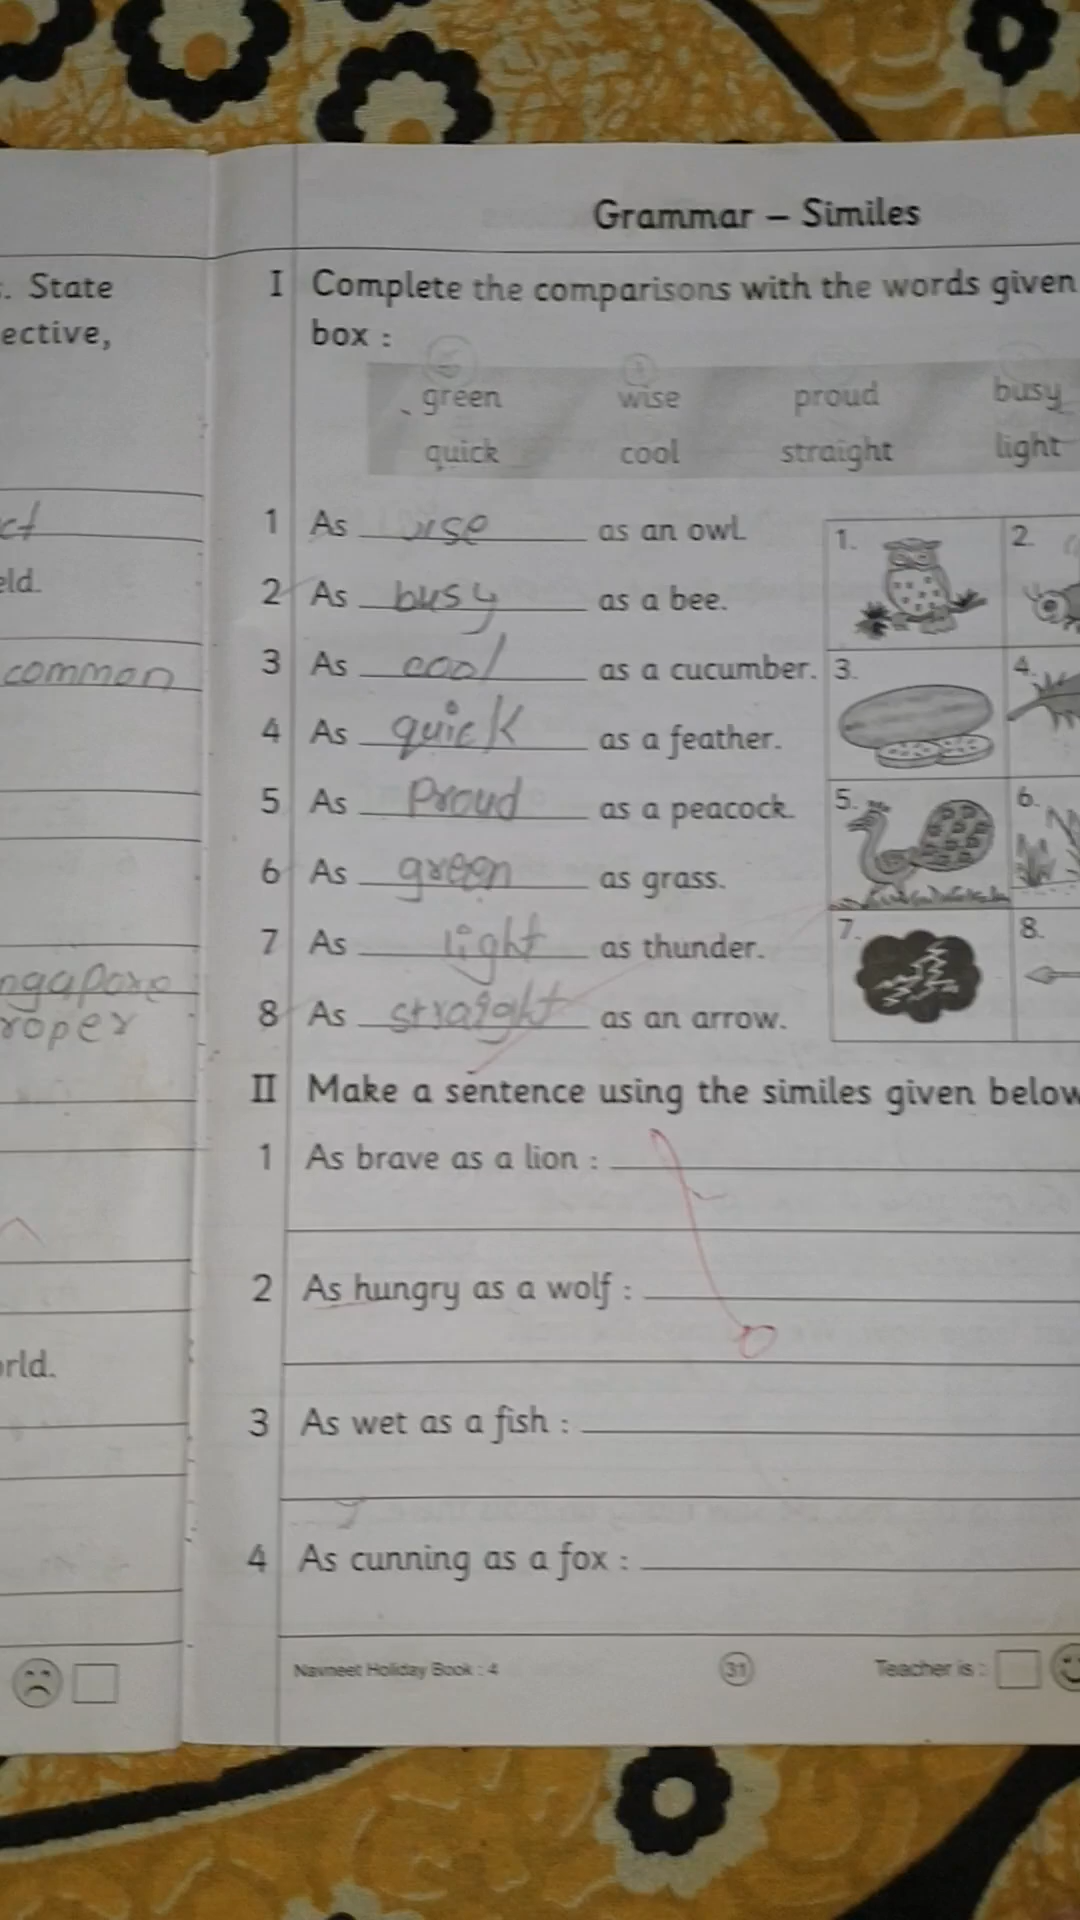 . State
ective,
ct
eld.
common
ngapore
roper
orld.
Grammar – Similes
I Complete the comparisons with the words given
box :
green wise proud busy
quick cool straight light
1 As wise as an owl.
2 As busy as a bee.
3 As cool as a cucumber.
4 As quick as a feather.
5 As Proud as a peacock.
6 As green as grass.
7 As light as thunder.
8 As straight as an arrow.
1. 2.
3. 4.
5. 6.
7. 8.
II Make a sentence using the similes given below
1 As brave as a lion :
2 As hungry as a wolf :
3 As wet as a fish :
4 As cunning as a fox :
Navneet Holiday Book : 4 31 Teacher is :